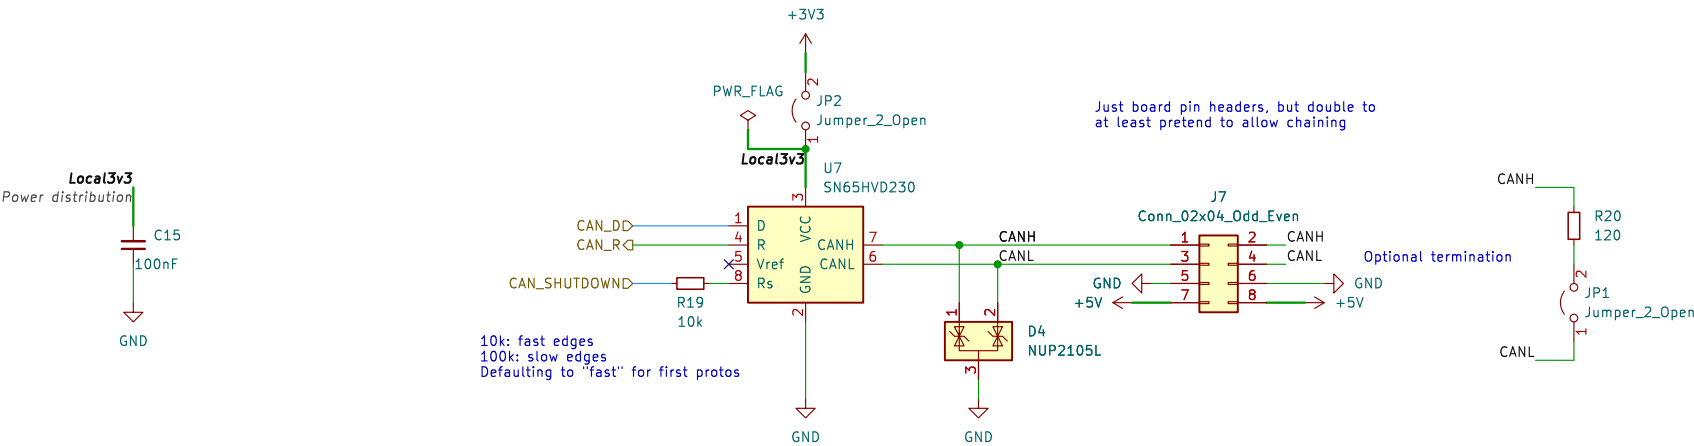 +3V3
2
PWR_FLAG
JP2
Jumper_2_Open
1
Local3v3
Just board pin headers, but double to
at least pretend to allow chaining
Local3v3
Power distribution
C15
100nF
GND
U7
SN65HVD230
3
CAN_D
1
D
VCC
CAN_R
4
R
CANH
7
5
Vref
CANL
6
CAN_SHUTDOWN
8
Rs
GND
R19
10k
2
10k: fast edges
100k: slow edges
Defaulting to "fast" for first protos
GND
CANH
CANL
1
2
D4
NUP2105L
3
GND
J7
Conn_02x04_Odd_Even
1
2
CANH
3
4
CANL
GND
5
6
GND
+5V
7
8
+5V
CANH
R20
120
Optional termination
2
JP1
Jumper_2_Open
1
CANL